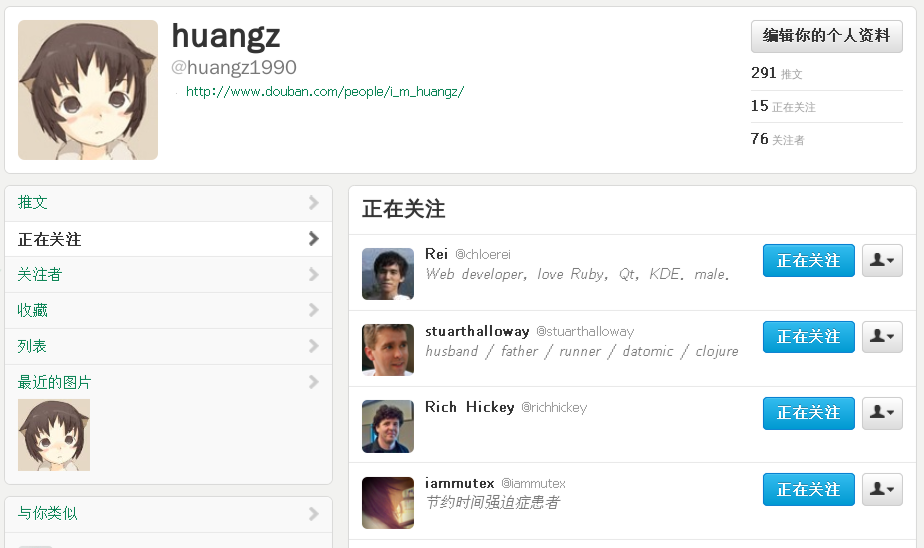 huangz
@huangz1990
http://www.douban.com/people/i_m_huangz/
编辑你的个人资料
291 推文
15 正在关注
76 关注者
推文
正在关注
关注者
收藏
列表
最近的图片
与你类似
正在关注
Rei @chloerei
正在关注
Web developer, love Ruby, Qt, KDE. male.
stuarthalloway @stuarthalloway
正在关注
husband / father / runner / datomic / clojure
Rich Hickey @richhickey
正在关注
iammutex @iammutex
正在关注
节约时间强迫症患者